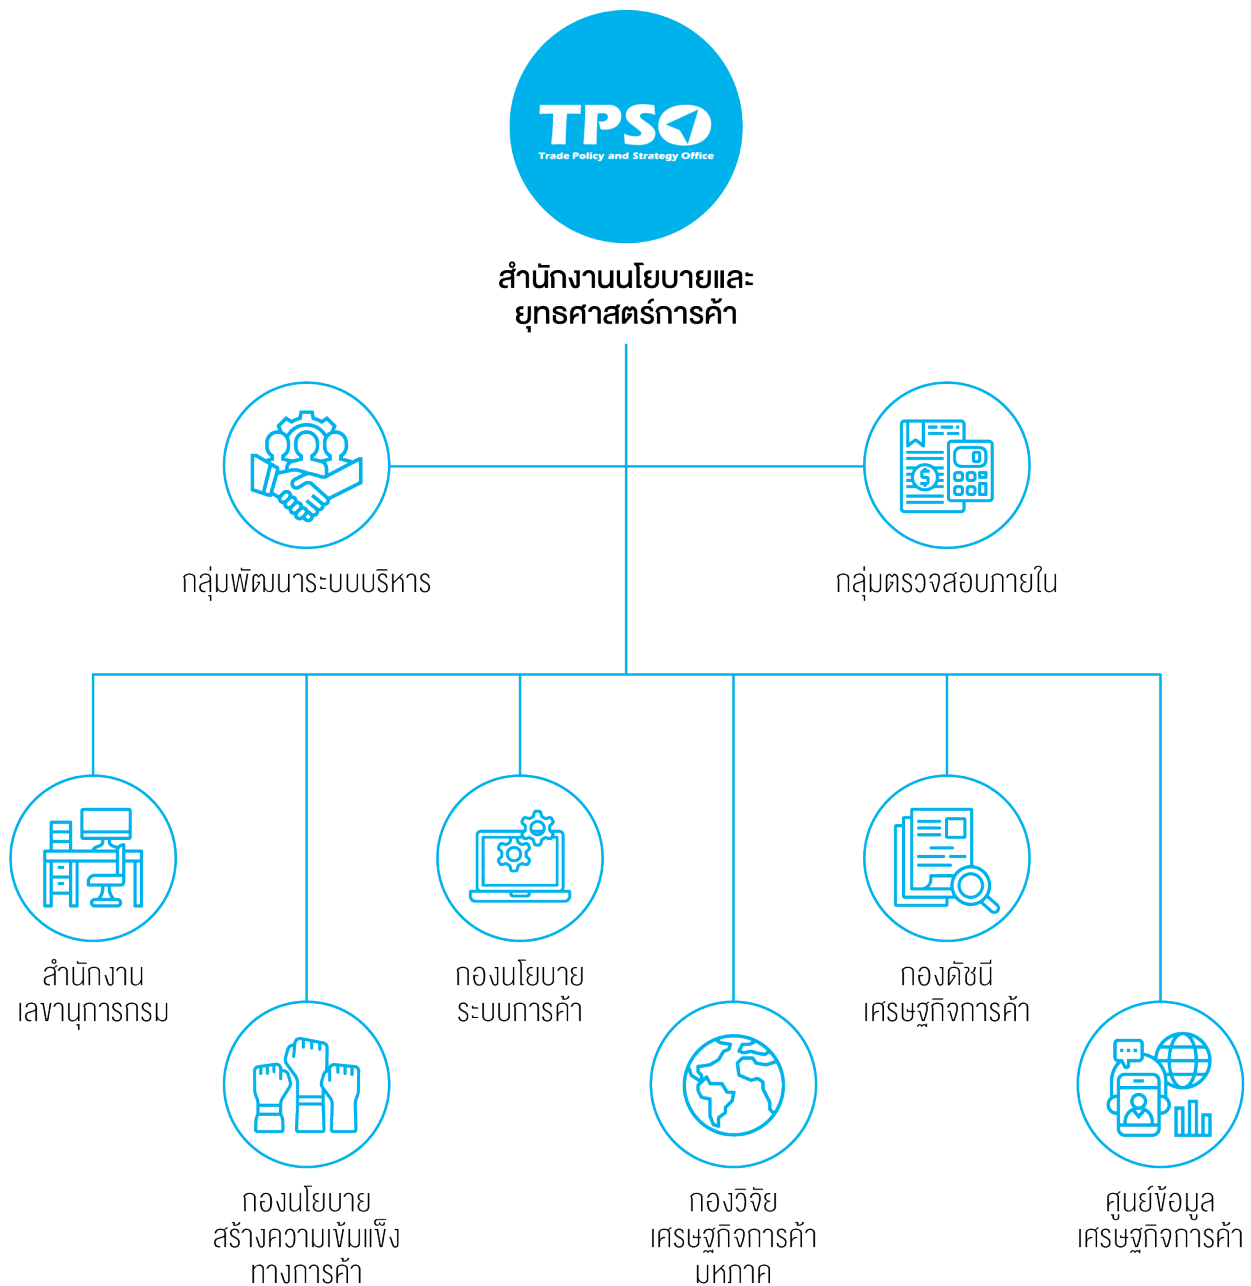 TPSO
Trade Policy and Strategy Office
สำนักงานนโยบายและ
ยุทธศาสตร์การค้า
กลุ่มพัฒนาระบบบริหาร
กลุ่มตรวจสอบภายใน
สำนักงาน
เลขานุการกรม
กองนโยบาย
ระบบการค้า
กองดัชนี
เศรษฐกิจการค้า
กองนโยบาย
สร้างความเข้มแข็ง
ทางการค้า
กองวิจัย
เศรษฐกิจการค้า
มหภาค
ศูนย์ข้อมูล
เศรษฐกิจการค้า